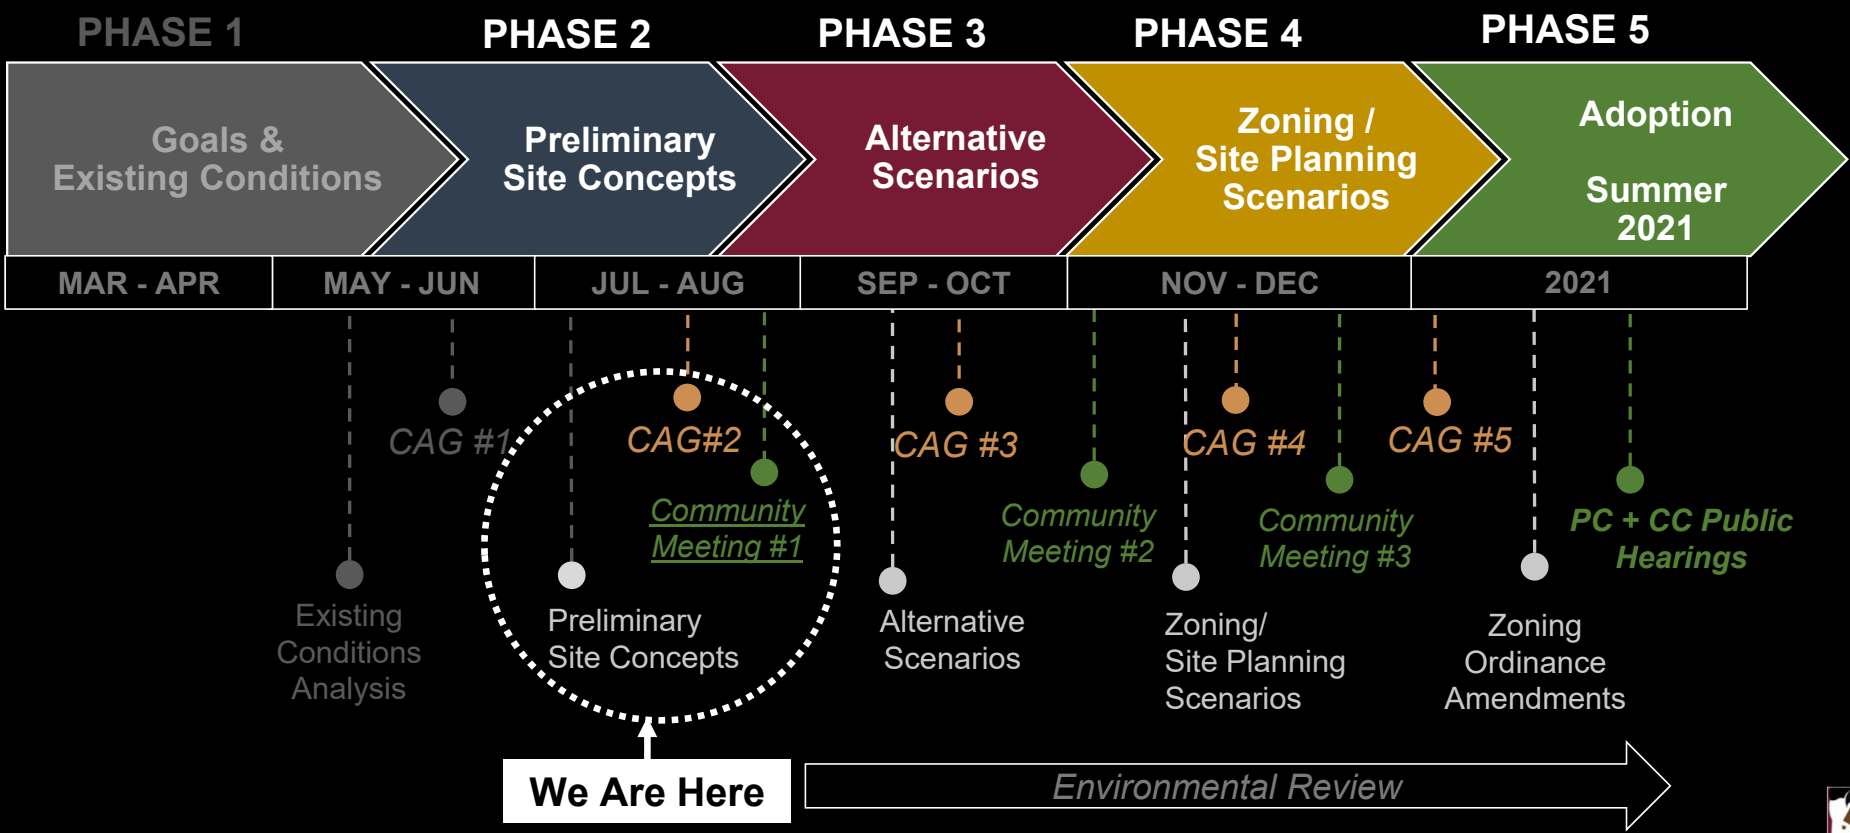 PHASE 1
PHASE 2
PHASE 3
PHASE 4
PHASE 5
Goals &
Existing Conditions
Preliminary
Site Concepts
Alternative
Scenarios
Zoning /
Site Planning
Scenarios
Adoption
Summer
2021
MAR - APR
MAY - JUN
JUL - AUG
SEP - OCT
NOV - DEC
2021
CAG #1
CAG#2
CAG #3
CAG #4
CAG #5
Community
Meeting #1
Community
Meeting #2
Community
Meeting #3
PC + CC Public
Hearings
Existing
Conditions
Analysis
Preliminary
Site Concepts
Alternative
Scenarios
Zoning/
Site Planning
Scenarios
Zoning
Ordinance
Amendments
We Are Here
Environmental Review